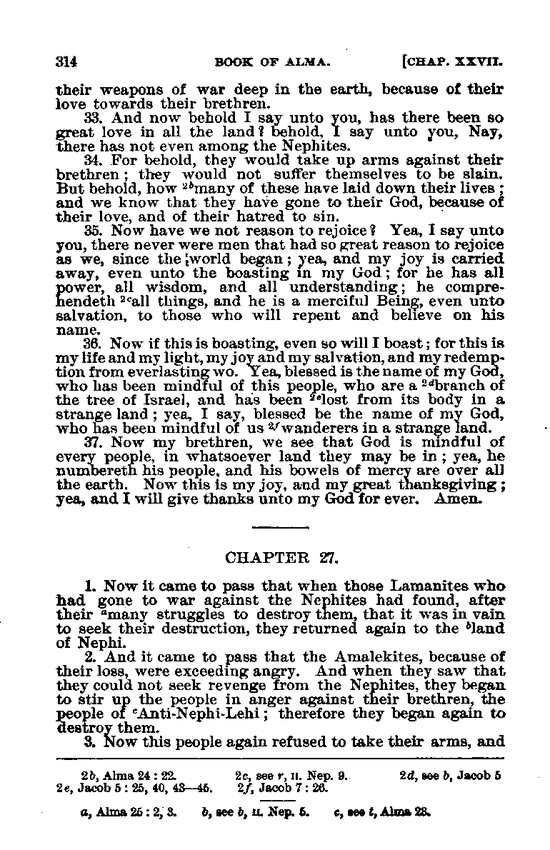 314 BOOK OF ALMA. [CHAP. XXVII.
their weapons of war deep in the earth, because of their
love towards their brethren.
33. And now behold I say unto you, has there been so
great love in all the land? behold, I say unto you, Nay,
there has not even among the Nephites.
34. For behold, they would take up arms against their
brethren; they would not suffer themselves to be slain.
But behold, how 2bmany of these have laid down their lives;
and we know that they have gone to their God, because of
their love, and of their hatred to sin.
35. Now have we not reason to rejoice? Yea, I say unto
you, there never were men that had so great reason to rejoice
as we, since the world began; yea, and my joy is carried
away, even unto the boasting in my God; for he has all
power, all wisdom, and all understanding; he compre-
hendeth 2call things, and he is a merciful Being, even unto
salvation, to those who will repent and believe on his
name.
36. Now if this is boasting, even so will I boast; for this is
my life and my light, my joy and my salvation, and my redemp-
tion from everlasting wo. Yea, blessed is the name of my God,
who has been mindful of this people, who are a 2dbranch of
the tree of Israel, and has been 2elost from its body in a
strange land; yea, I say, blessed be the name of my God,
who has been mindful of us 2fwanderers in a strange land.
37. Now my brethren, we see that God is mindful of
every people, in whatsoever land they may be in; yea, he
numbereth his people, and his bowels of mercy are over all
the earth. Now this is my joy, and my great thanksgiving;
yea, and I will give thanks unto my God for ever. Amen.
CHAPTER 27.
1. Now it came to pass that when those Lamanites who
had gone to war against the Nephites had found, after
their amany struggles to destroy them, that it was in vain
to seek their destruction, they returned again to the bland
of Nephi.
2. And it came to pass that the Amalekites, because of
their loss, were exceeding angry. And when they saw that
they could not seek revenge from the Nephites, they began
to stir up the people in anger against their brethren, the
people of cAnti-Nephi-Lehi; therefore they began again to
destroy them.
3. Now this people again refused to take their arms, and
2b, Alma 24:22. 2c, see r, II. Nep. 9. 2d, see b, Jacob 5
2e, Jacob 5:25, 40, 43—45. 2f, Jacob 7:26.
a, Alma 25:2, 3. b, see b, II. Nep. 5. c, see t, Alma 23.